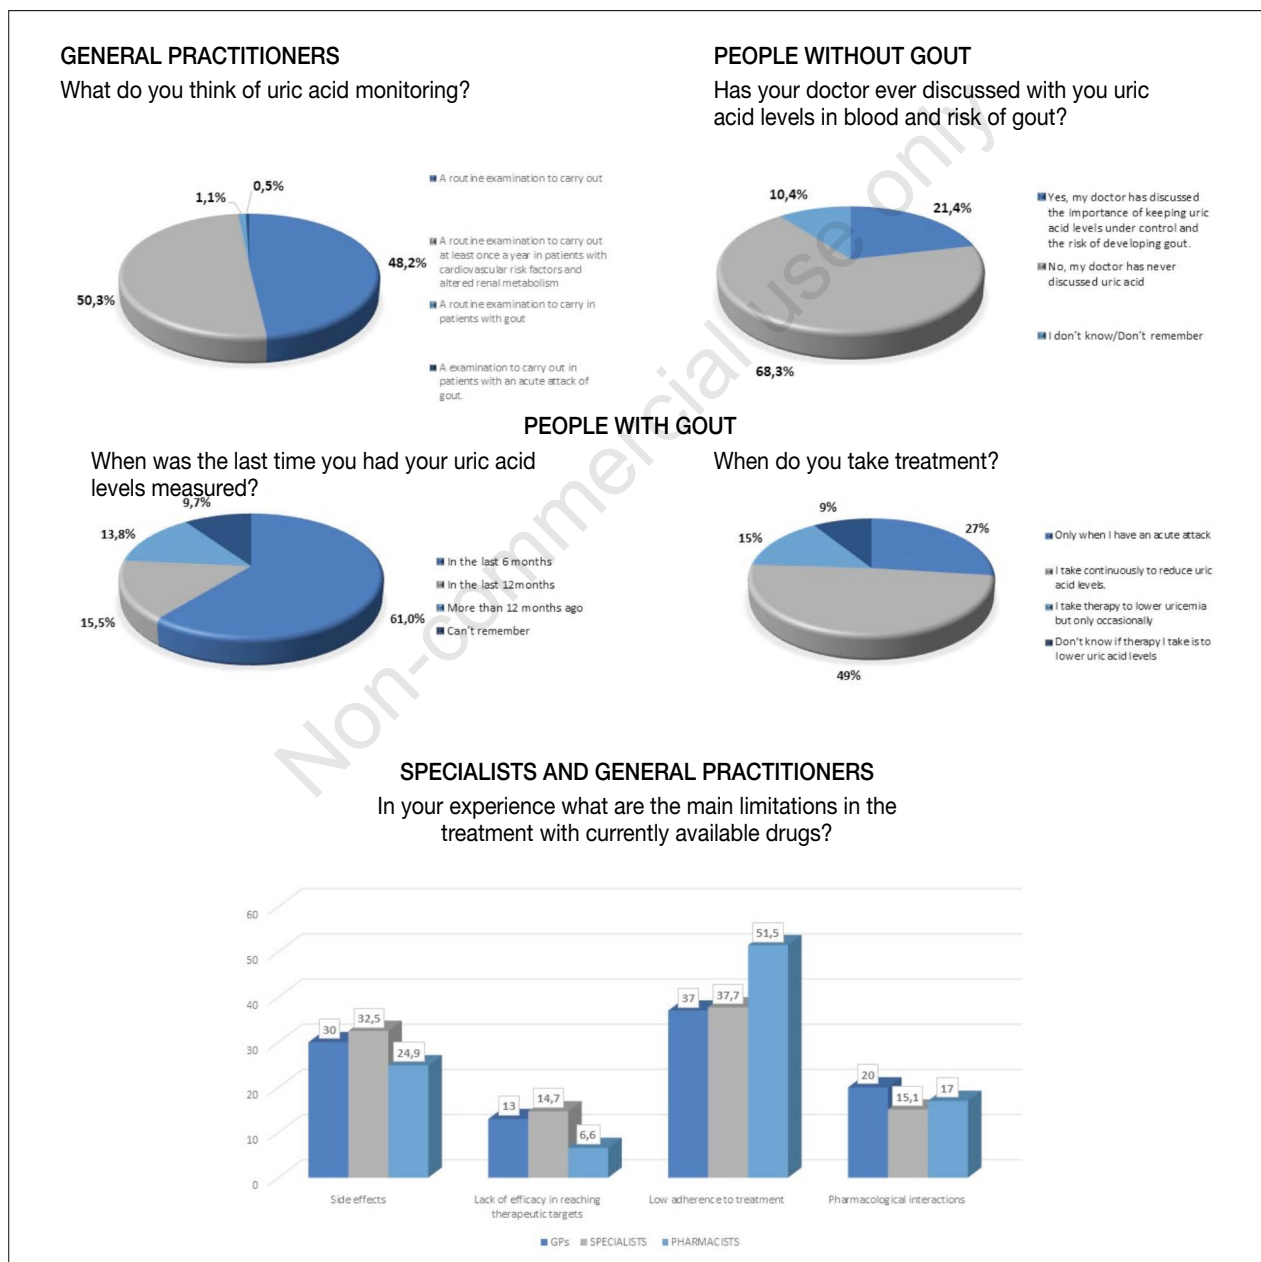 GENERAL PRACTITIONERS
What do you think of uric acid monitoring?
0,5%
1,1%
48,2%
50,3%
A routine examination to carry out
A routine examination to carry out
at least once a year in patients with
cardiovascular risk factors and
altered renal metabolism
A routine examination to carry in
patients with gout
A examination to carry out in
patients with an acute attack of
gout.
PEOPLE WITHOUT GOUT
Has your doctor ever discussed with you uric
acid levels in blood and risk of gout?
10,4%
21,4%
68,3%
Yes, my doctor has discussed
the importance of keeping uric
acid levels under control and
the risk of developing gout.
No, my doctor has never
discussed uric acid
I don't know/Don't remember
PEOPLE WITH GOUT
When was the last time you had your uric acid
levels measured?
9,7%
13,8%
15,5%
61,0%
In the last 6 months
In the last 12months
More than 12 months ago
Can't remember
When do you take treatment?
9%
27%
15%
49%
Only when I have an acute attack
I take continuously to reduce uric
acid levels.
I take therapy to lower uricemia
but only occasionally
Don't know if therapy I take is to
lower uric acid levels
SPECIALISTS AND GENERAL PRACTITIONERS
In your experience what are the main limitations in the
treatment with currently available drugs?
60
50
40
30
20
10
0
30
32,5
24,9
13
14,7
6,6
37
37,7
51,5
20
15,1
17
Side effects
Lack of efficacy in reaching
therapeutic targets
Low adherence to treatment
Pharmacological interactions
GPs SPECIALISTS PHARMACISTS
Non-commercial use only